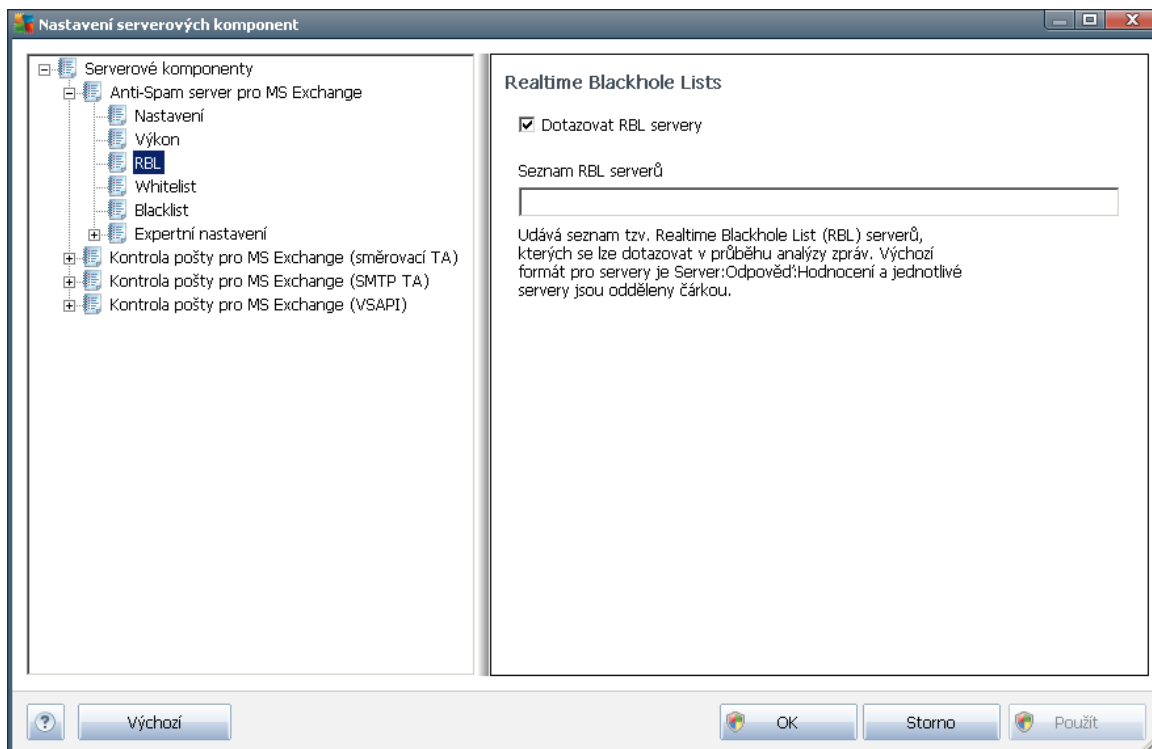 Nastavení serverových komponent
Serverové komponenty
Anti-Spam server pro MS Exchange
Nastavení
Výkon
RBL
Whitelist
Blacklist
Expertní nastavení
Kontrola pošty pro MS Exchange (směrovací TA)
Kontrola pošty pro MS Exchange (SMTP TA)
Kontrola pošty pro MS Exchange (VSAPI)
Realtime Blackhole Lists
Dotazovat RBL servery
Seznam RBL serverů
Udává seznam tzv. Realtime Blackhole List (RBL) serverů,
kterých se lze dotazovat v průběhu analýzy zpráv. Výchozí
formát pro servery je Server:Odpověď:Hodnocení a jednotlivé
servery jsou odděleny čárkou.
?
Výchozí
OK
Storno
Použít